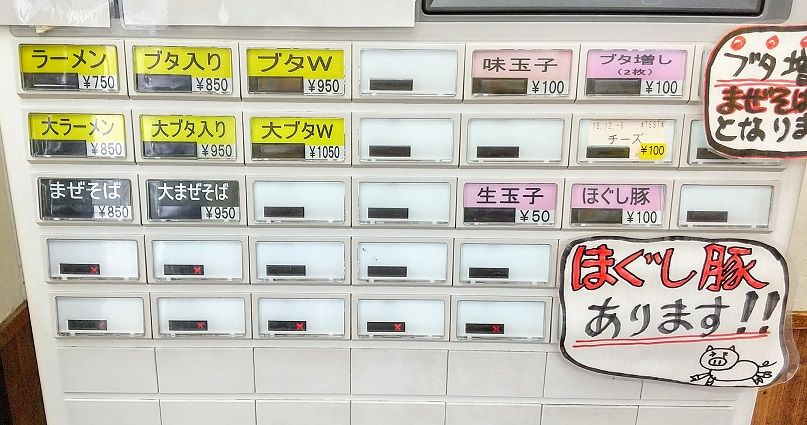 ラーメン
¥750
ブタ入り
¥850
ブタW
¥950
味玉子
¥100
ブタ増し
(2枚)
¥100
大ラーメン
¥850
大ブタ入り
¥950
大ブタW
¥1050
*TEST*
チーズ
¥100
まぜそば
¥850
大まぜそば
¥950
生玉子
¥50
ほぐし豚
¥100
ブタ増
まぜそば
となりま
ほぐし豚
あります!!